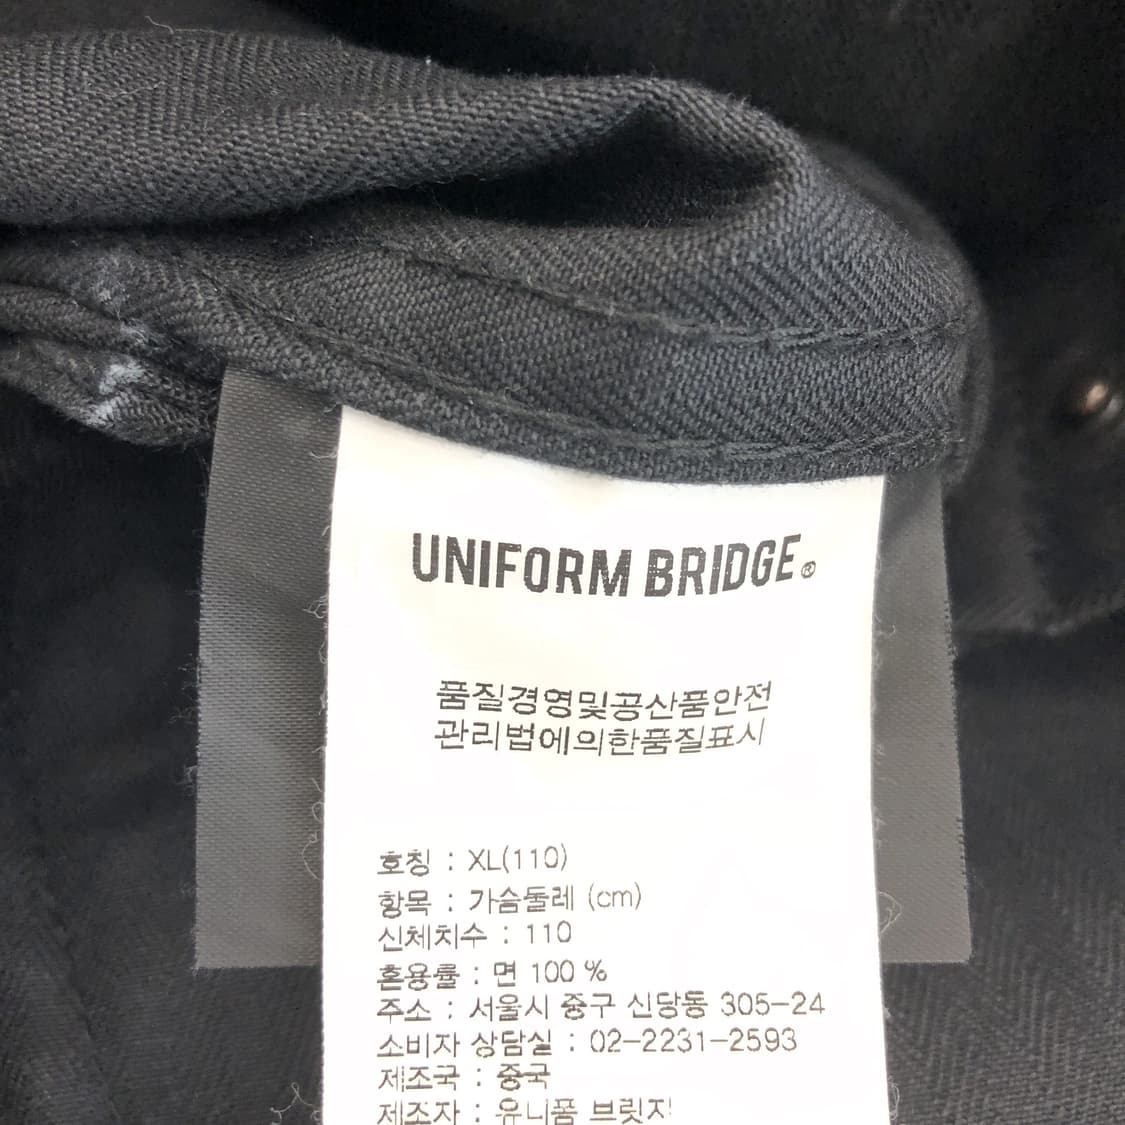 UNIFORM BRIDGE®
품질경영및공산품안전
관리법에의한품질표시
호칭 : XL(110)
항목 : 가슴둘레 (cm)
신체치수 : 110
혼용률 : 면 100 %
주소 : 서울시 중구 신당동 305-24
소비자 상담실 : 02-2231-2593
제조국 : 중국
제조자 : 유니폼 브릿지